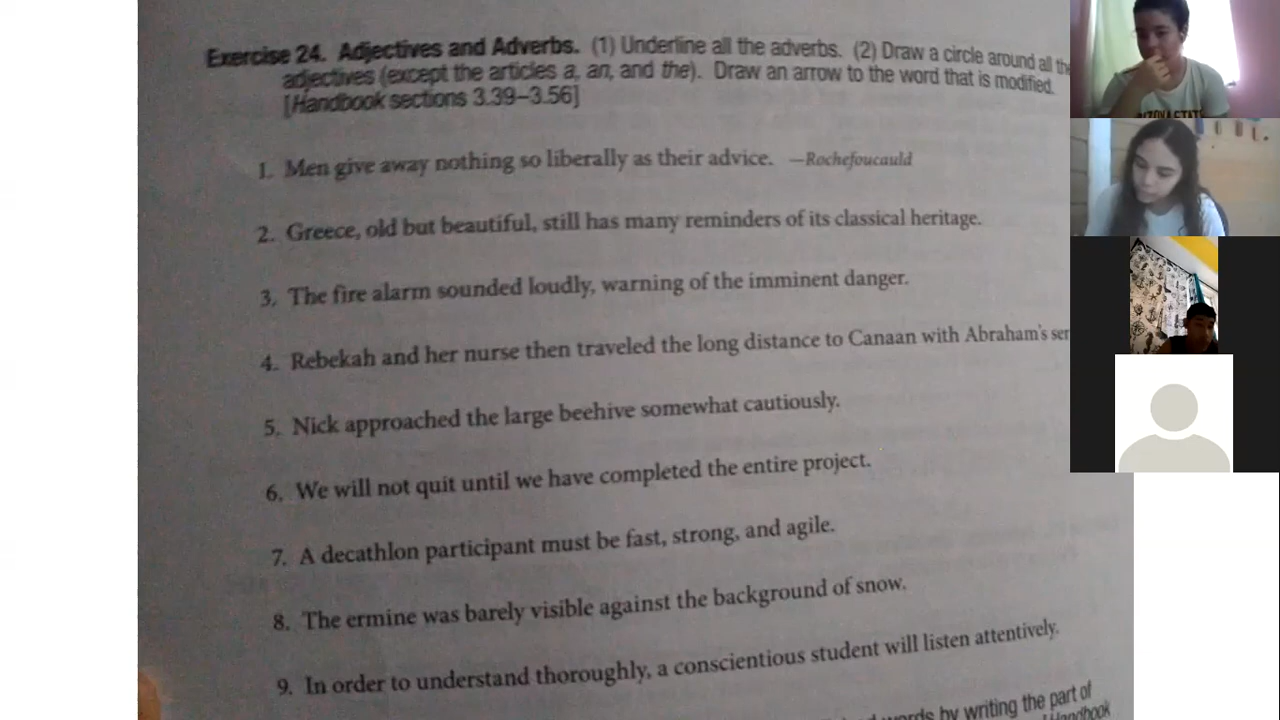 Exercise 24. Adjectives and Adverbs. (1) Underline all the adverbs. (2) Draw a circle around all the
adjectives (except the articles a, an, and the). Draw an arrow to the word that is modified.
[Handbook sections 3.39–3.56]
1. Men give away nothing so liberally as their advice. —Rochefoucauld
2. Greece, old but beautiful, still has many reminders of its classical heritage.
3. The fire alarm sounded loudly, warning of the imminent danger.
4. Rebekah and her nurse then traveled the long distance to Canaan with Abraham's
5. Nick approached the large beehive somewhat cautiously.
6. We will not quit until we have completed the entire project.
7. A decathlon participant must be fast, strong, and agile.
8. The ermine was barely visible against the background of snow.
9. In order to understand thoroughly, a conscientious student will listen attentively.
words by writing the part of
Handbook